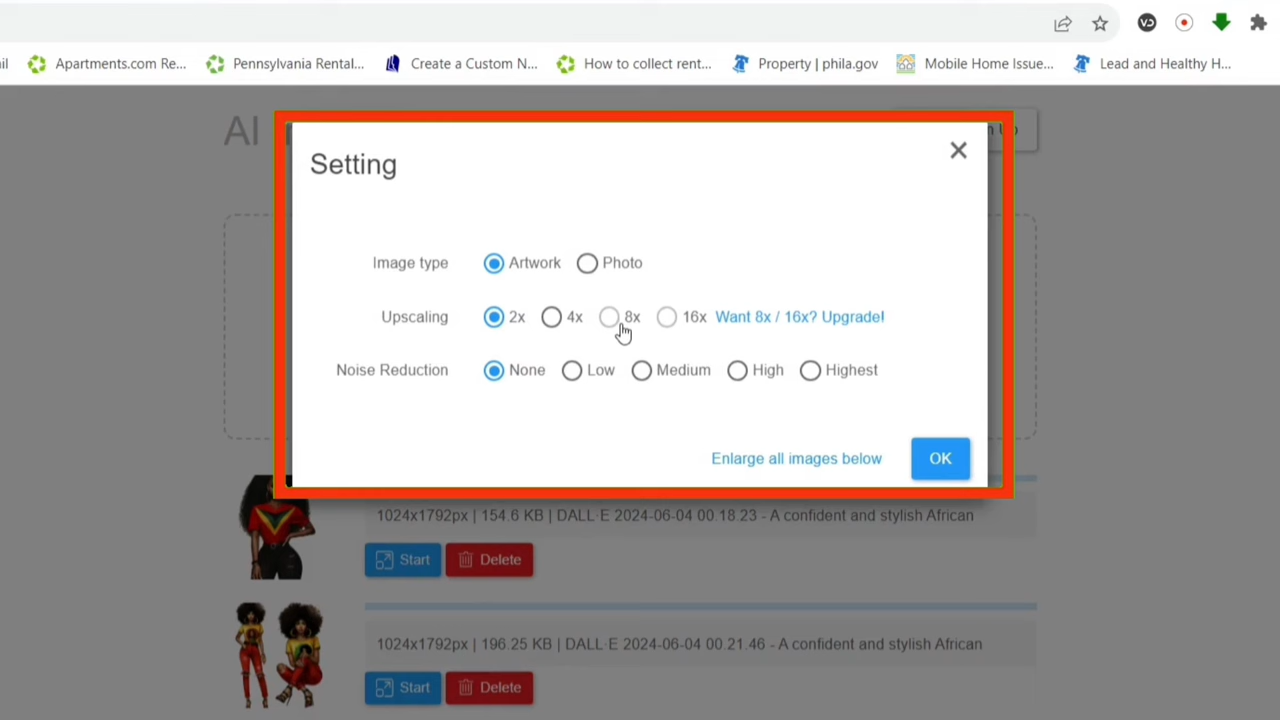 il Apartments.com Re... Pennsylvania Rental... Create a Custom N... How to collect rent... Property | phila.gov Mobile Home Issue... Lead and Healthy H...
AI
Setting
Image type Artwork Photo
Upscaling 2x 4x 8x 16x Want 8x / 16x? Upgrade!
Noise Reduction None Low Medium High Highest
Enlarge all images below OK
1024x1792px | 154.6 KB | DALL·E 2024-06-04 00.18.23 - A confident and stylish African
Start Delete
1024x1792px | 196.25 KB | DALL·E 2024-06-04 00.21.46 - A confident and stylish African
Start Delete